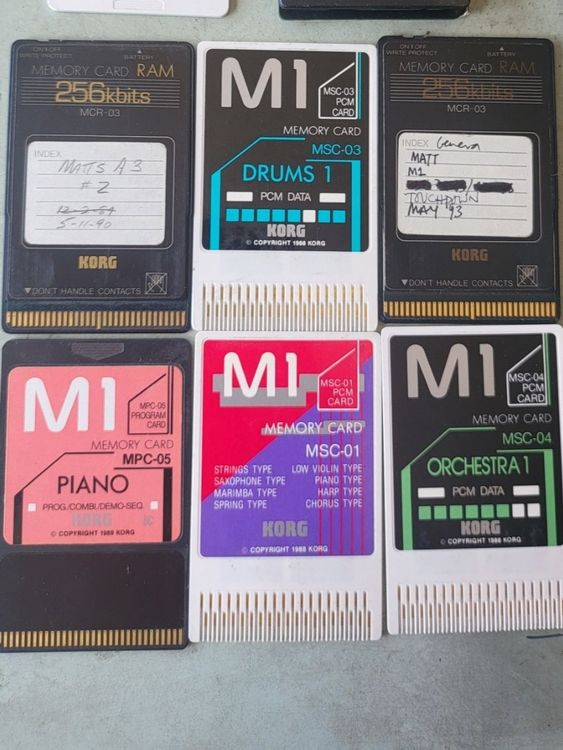 ON/OFF
WRITE PROTECT
BATTERY
MEMORY CARD RAM
256kbits
MCR-03
INDEX
MATTS A3
#2
12-2-89
5-11-90
KORG
▼DON'T HANDLE CONTACTS
M1
MSC-03
PCM
CARD
MEMORY CARD
MSC-03
DRUMS 1
PCM DATA
KORG
© COPYRIGHT 1988 KORG
ON/OFF
WRITE PROTECT
BATTERY
MEMORY CARD RAM
256kbits
MCR-03
INDEX
MATT
M1
TOUCHDOWN
MAY 93
KORG
▼DON'T HANDLE CONTACTS
M1
MPC-05
PROGRAM
CARD
MEMORY CARD
MPC-05
PIANO
PROG./COMBI./DEMO-SEQ.
KORG
© COPYRIGHT 1988 KORG
M1
MSC-01
PCM
CARD
MEMORY CARD
MSC-01
STRINGS TYPE LOW VIOLIN TYPE
SAXOPHONE TYPE PIANO TYPE
MARIMBA TYPE HARP TYPE
SPRING TYPE CHORUS TYPE
KORG
© COPYRIGHT 1988 KORG
M1
MSC-04
PCM
CARD
MEMORY CARD
MSC-04
ORCHESTRA 1
PCM DATA
KORG
© COPYRIGHT 1988 KORG